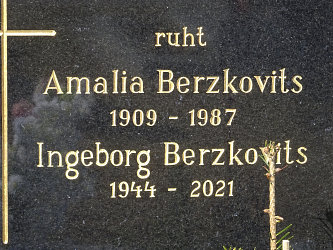 ruht
Amalia Berzkovits
1909 - 1987
Ingeborg Berzkovits
1944 - 2021